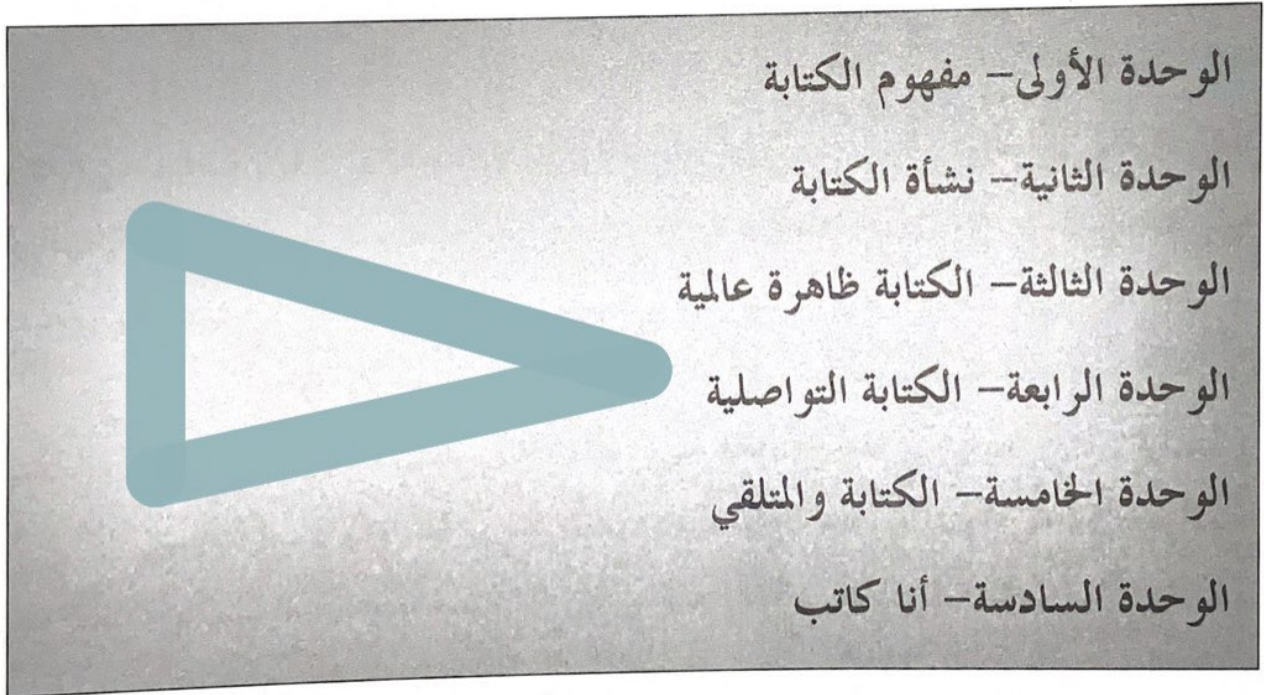 الوحدة الأولى– مفهوم الكتابة
الوحدة الثانية– نشأة الكتابة
الوحدة الثالثة– الكتابة ظاهرة عالمية
الوحدة الرابعة– الكتابة التواصلية
الوحدة الخامسة– الكتابة والمتلقي
الوحدة السادسة– أنا كاتب